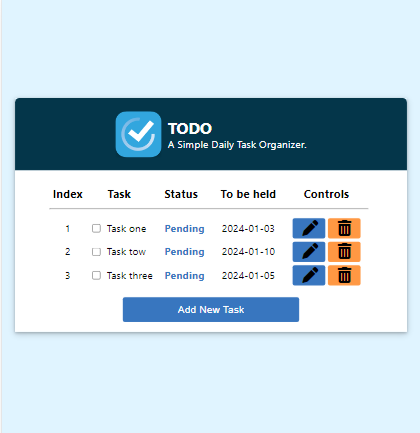 TODO
A Simple Daily Task Organizer.
Index Task Status To be held Controls
1 Task one Pending 2024-01-03
2 Task tow Pending 2024-01-10
3 Task three Pending 2024-01-05
Add New Task